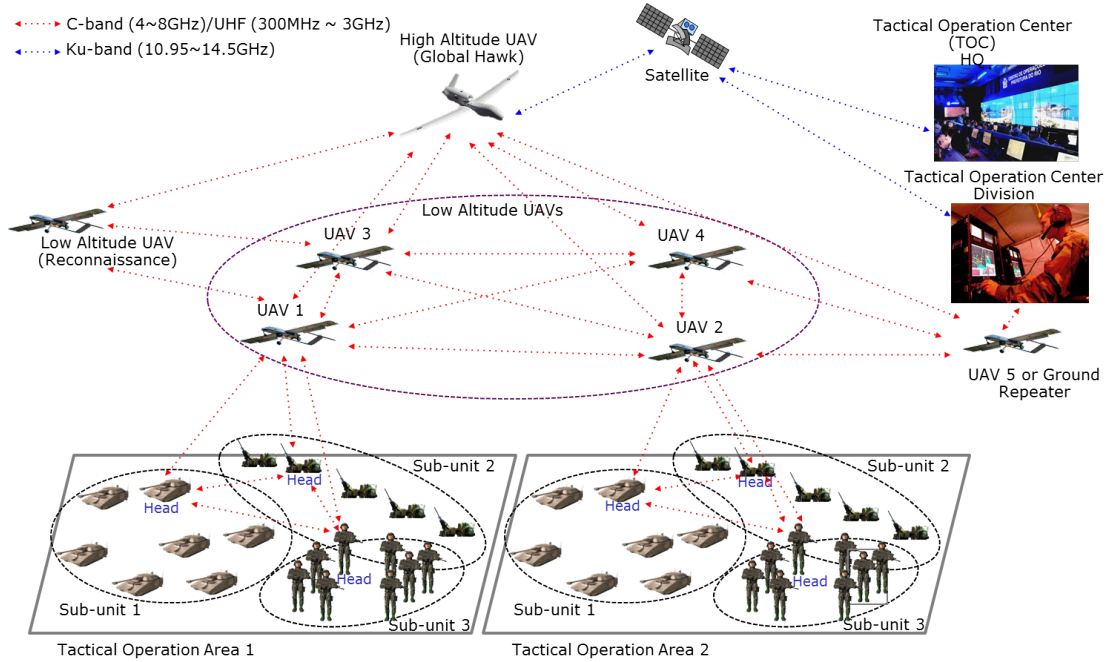 C-band (4~8GHz)/UHF (300MHz ~ 3GHz)
Ku-band (10.95~14.5GHz)
High Altitude UAV
(Global Hawk)
Satellite
Tactical Operation Center
(TOC)
HQ
Tactical Operation Center
Division
Low Altitude UAV
(Reconnaissance)
Low Altitude UAVs
UAV 3
UAV 4
UAV 1
UAV 2
UAV 5 or Ground
Repeater
Sub-unit 2
Head
Head
Head
Sub-unit 1
Sub-unit 3
Tactical Operation Area 1
Sub-unit 2
Head
Head
Head
Sub-unit 1
Sub-unit 3
Tactical Operation Area 2